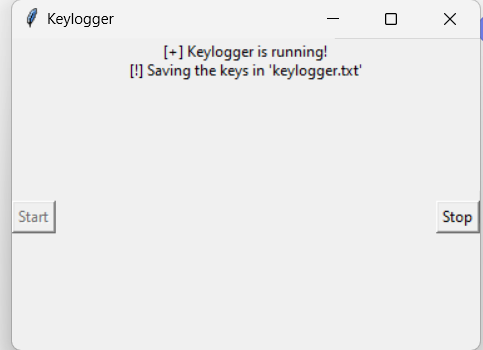 Keylogger
[+] Keylogger is running!
[!] Saving the keys in 'keylogger.txt'
Start
Stop